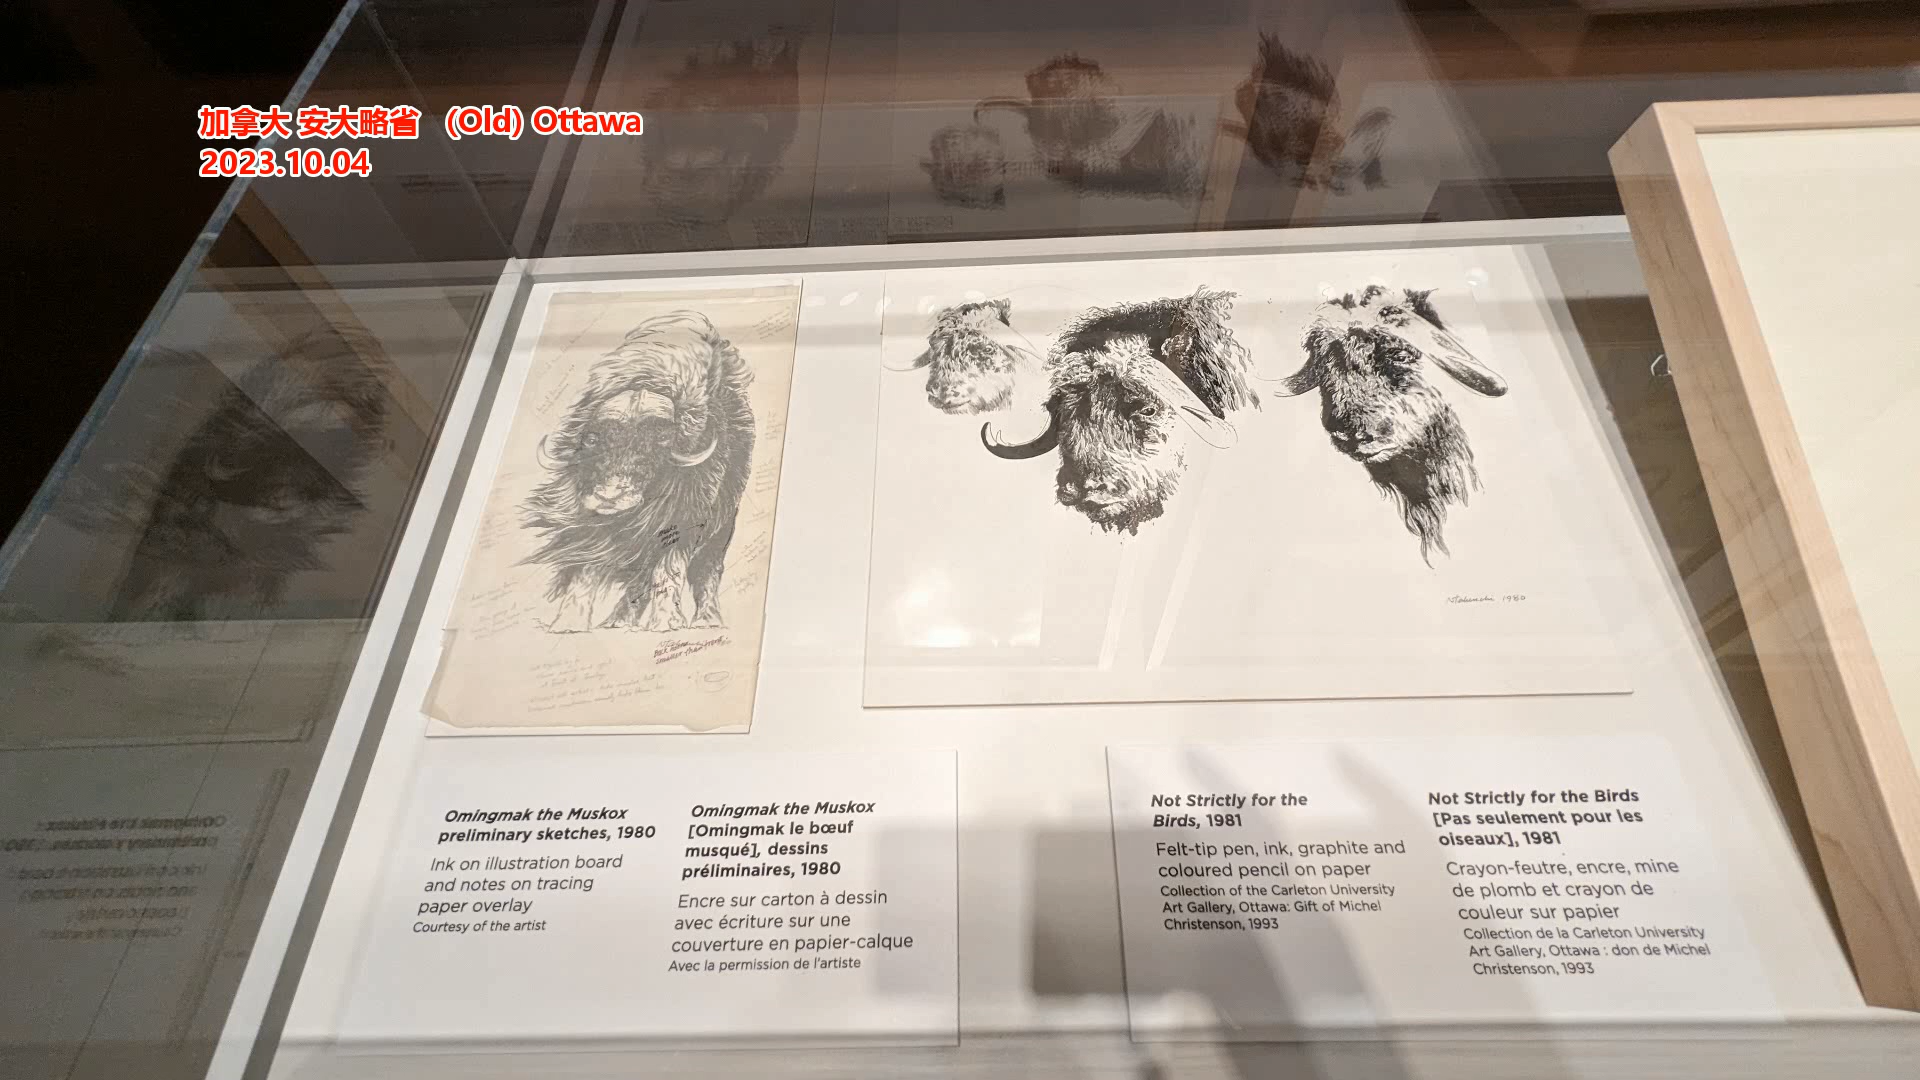 加拿大 安大略省 (Old) Ottawa
2023.10.04
1980
Omingmak the Muskox
preliminary sketches, 1980
Ink on illustration board
and notes on tracing
paper overlay
Courtesy of the artist
Omingmak the Muskox
[Omingmak le bœuf
musqué], dessins
préliminaires, 1980
Encre sur carton à dessin
avec écriture sur une
couverture en papier-calque
Avec la permission de l'artiste
Not Strictly for the
Birds, 1981
Felt-tip pen, ink, graphite and
coloured pencil on paper
Collection of the Carleton University
Art Gallery, Ottawa: Gift of Michel
Christenson, 1993
Not Strictly for the Birds
[Pas seulement pour les
oiseaux], 1981
Crayon-feutre, encre, mine
de plomb et crayon de
couleur sur papier
Collection de la Carleton University
Art Gallery, Ottawa : don de Michel
Christenson, 1993